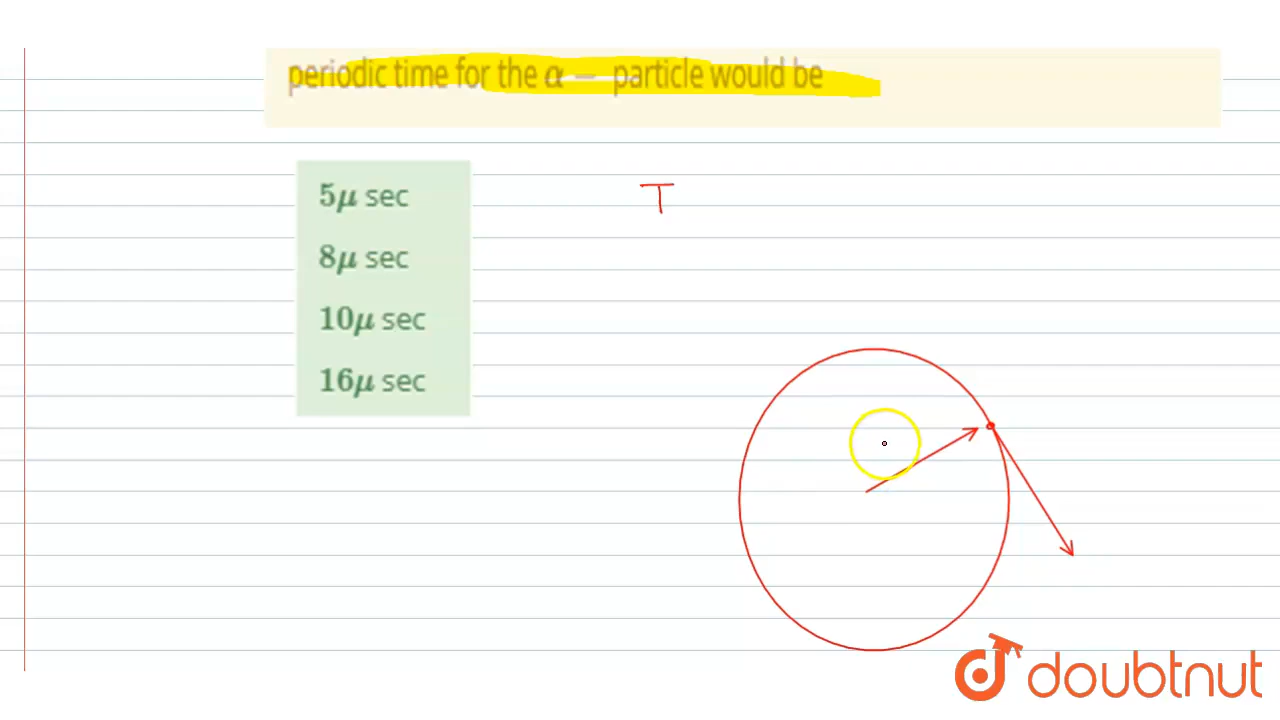 periodic time for the α − particle would be
5μ sec
T
8μ sec
10μ sec
16μ sec
doubtnut